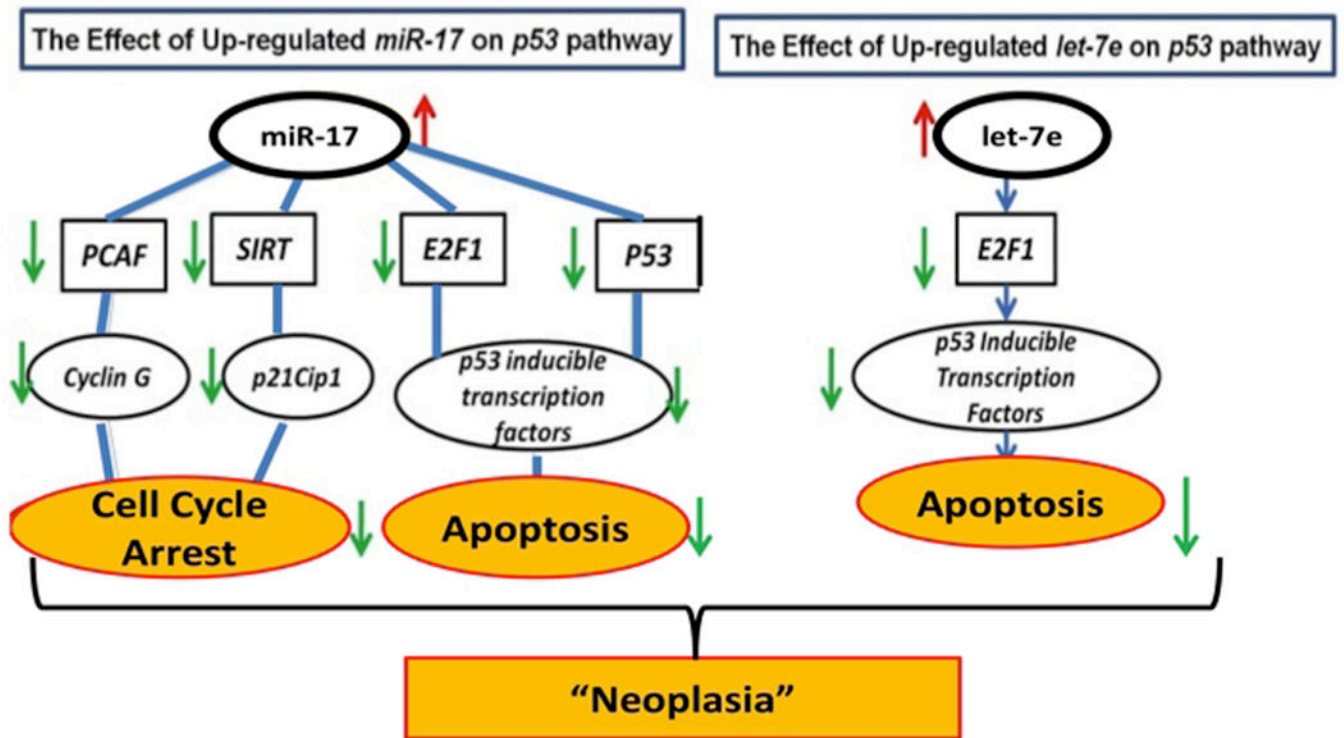 The Effect of Up-regulated miR-17 on p53 pathway
The Effect of Up-regulated let-7e on p53 pathway
miR-17
let-7e
PCAF
SIRT
E2F1
P53
E2F1
Cyclin G
p21Cip1
p53 inducible
transcription
factors
p53 Inducible
Transcription
Factors
Cell Cycle
Arrest
Apoptosis
Apoptosis
“Neoplasia”